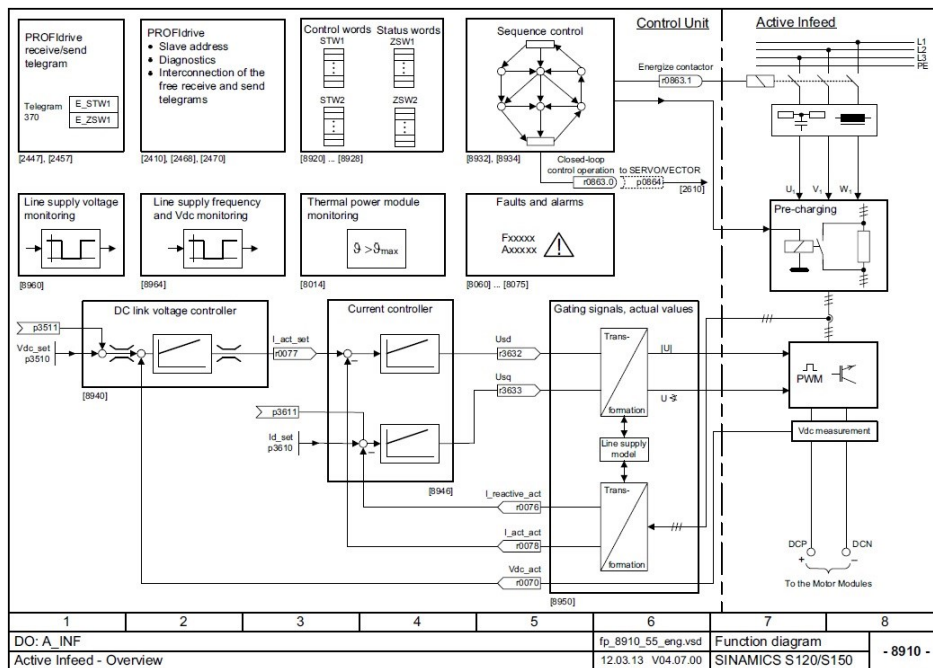 Control Unit
Active Infeed
PROFIdrive
receive/send
telegram
Telegram
370
E_STW1
E_ZSW1
[2447], [2457]
PROFIdrive
• Slave address
• Diagnostics
• Interconnection of the
free receive and send
telegrams
[2410], [2468], [2470]
Control words Status words
STW1 ZSW1
STW2 ZSW2
[8920] ... [8928]
Sequence control
[8932], [8934]
Energize contactor
r0863.1
L1
L2
L3
PE
Closed-loop
control operation to SERVO/VECTOR
r0863.0 p0864
[2610]
U1 V1 W1
Pre-charging
Line supply voltage
monitoring
[8960]
Line supply frequency
and Vdc monitoring
[8964]
Thermal power module
monitoring
ϑ >ϑmax
[8014]
Faults and alarms
Fxxxxx
Axxxxx
[8060] ... [8075]
DC link voltage controller
p3511
Vdc_set
p3510
[8940]
I_act_set
r0077
Current controller
p3611
Id_set
p3610
[8946]
Usd
r3632
Usq
r3633
Gating signals, actual values
Trans-
formation
|U|
U ∢
Line supply
model
Trans-
formation
[8950]
I_reactive_act
r0076
I_act_act
r0078
Vdc_act
r0070
PWM
Vdc measurement
DCP DCN
+ –
To the Motor Modules
1 2 3 4 5 6 7 8
DO: A_INF
fp_8910_55_eng.vsd
Function diagram
- 8910 -
Active Infeed - Overview
12.03.13 V04.07.00
SINAMICS S120/S150